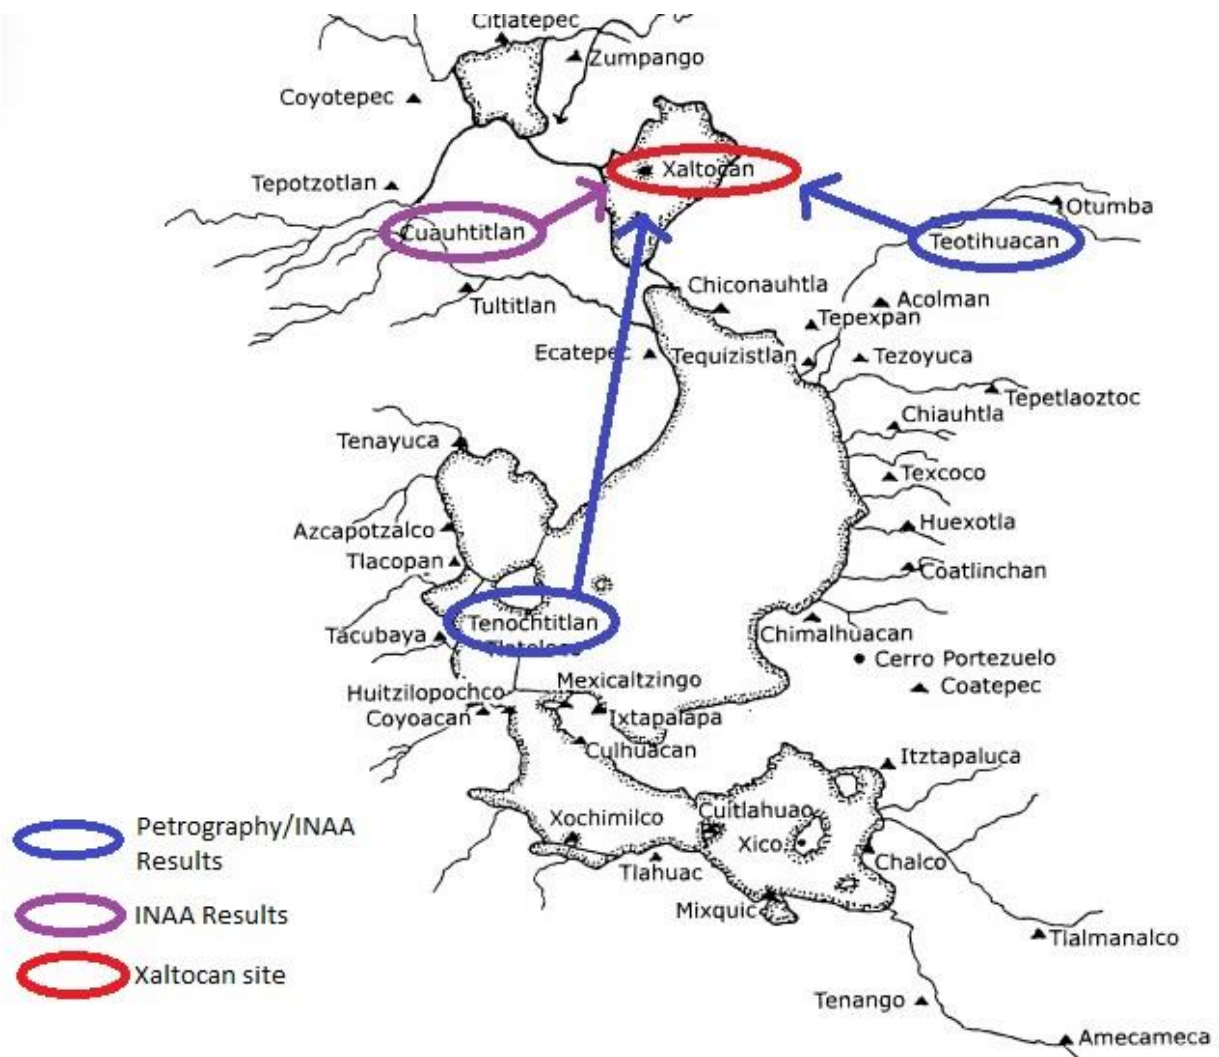 Citlatepec
Zumpango
Coyotepec
Xaltocan
Tepotzotlan
Otumba
Cuauhtitlan
Teotihuacan
Chiconauhtla
Acolman
Tultitlan
Tepexpan
Ecatepec
Tequizistlan
Tezoyuca
Tepetlaoztoc
Chiauhtla
Tenayuca
Texcoco
Azcapotzalco
Huexotla
Tlacopan
Coatlinchan
Tenochtitlan
Tacubaya
Chimalhuacan
Cerro Portezuelo
Mexicaltzingo
Coatepec
Huitzilopochco
Coyoacan
Ixtapalapa
Culhuacan
Itztapaluca
Xochimilco
Cuitlahuao
Xico
Tlahuac
Chalco
Mixquic
Tlalmanalco
Tenango
Amecameca
Petrography/INAA
Results
INAA Results
Xaltocan site